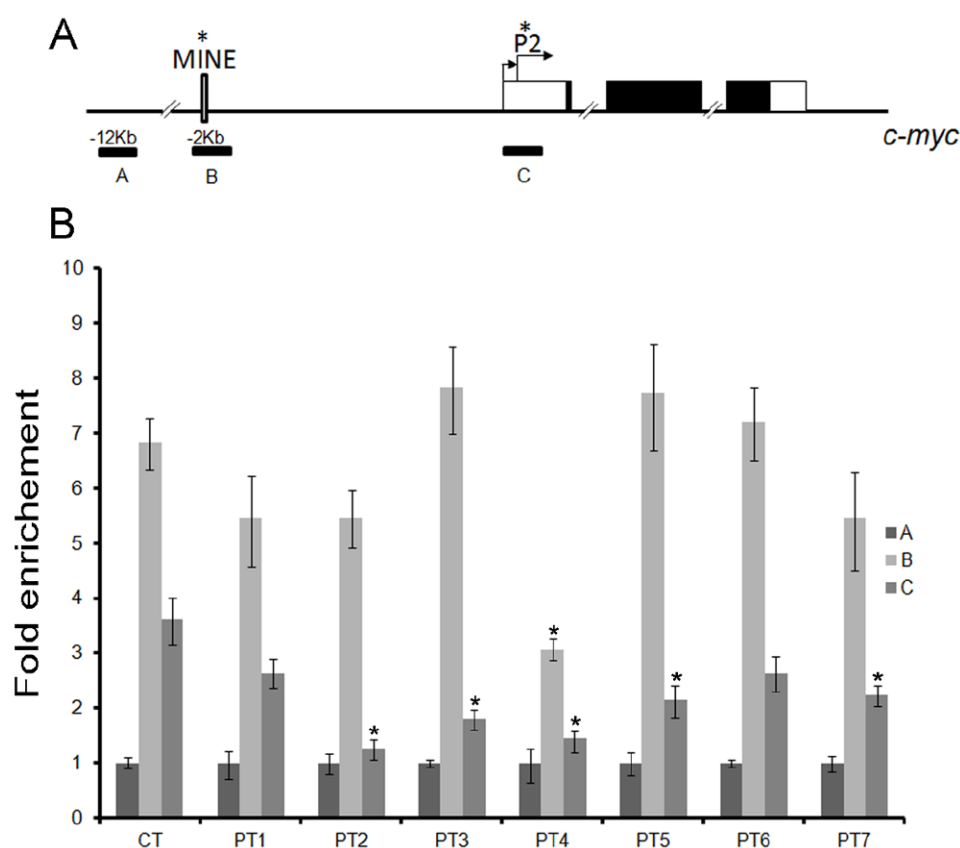 A
*
MINE
*
P2
-12Kb
-2Kb
c-myc
A
B
C
B
Fold enrichement
10
9
8
7
6
5
4
3
2
1
0
*
*
*
*
*
*
A
B
C
CT PT1 PT2 PT3 PT4 PT5 PT6 PT7